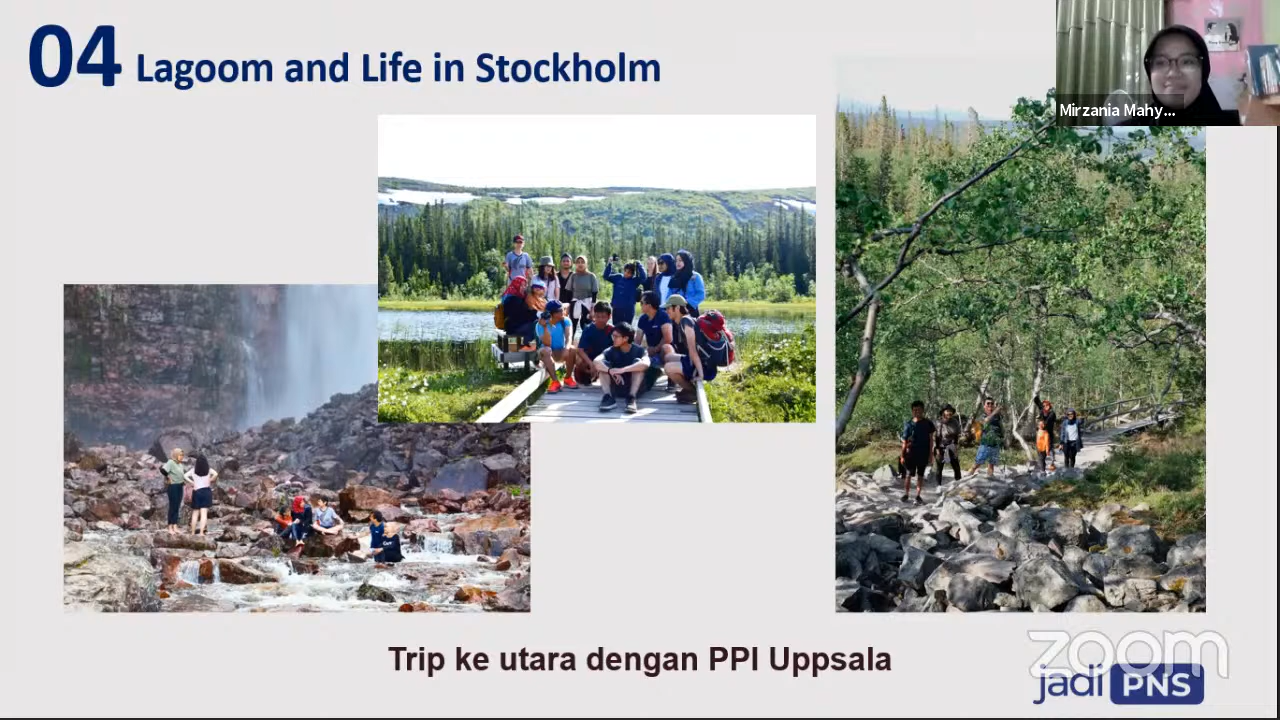 04 Lagoom and Life in Stockholm
Mirzania Mahy...
Trip ke utara dengan PPI Uppsala
zoom
jadi PNS